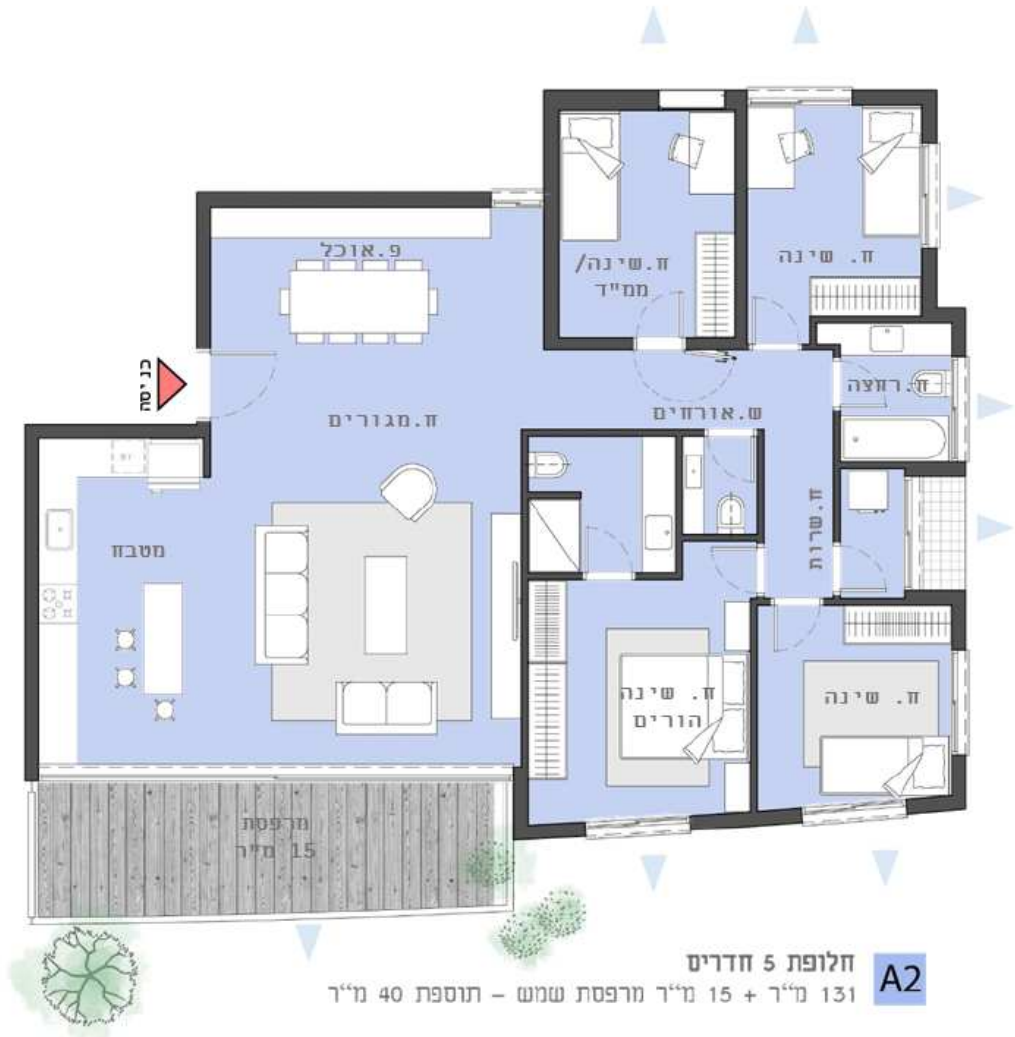 פ.אוכל
ח.שינה/
ממ"ד
ח. שינה
כניסה
ח.מגורים
ש.אורחים
ח.רחצה
ח.שרות
מטבח
ח. שינה
הורים
ח. שינה
מרפסת
15 מ"ר
חלופת 5 חדרים
131 מ"ר + 15 מ"ר מרפסת שמש – תוספת 40 מ"ר
A2